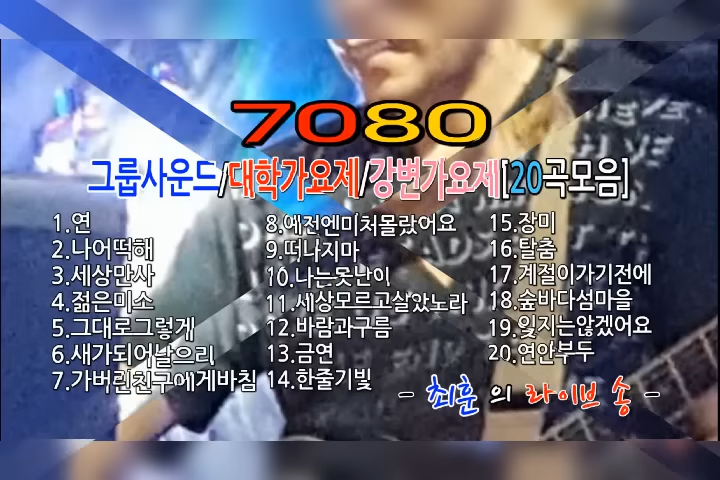 7080
그룹사운드/대학가요제/강변가요제[20곡모음]
1.연
2.나어떡해
3.세상만사
4.젊은미소
5.그대로그렇게
6.새가되어날으리
7.가버린친구에게바침
8.예전엔미처몰랐어요
9.떠나지마
10.나는못난이
11.세상모르고살았노라
12.바람과구름
13.금연
14.한줄기빛
15.장미
16.탈춤
17.계절이가기전에
18.숲바다섬마을
19.잊지는않겠어요
20.연안부두
- 최훈 의 라이브 송 -